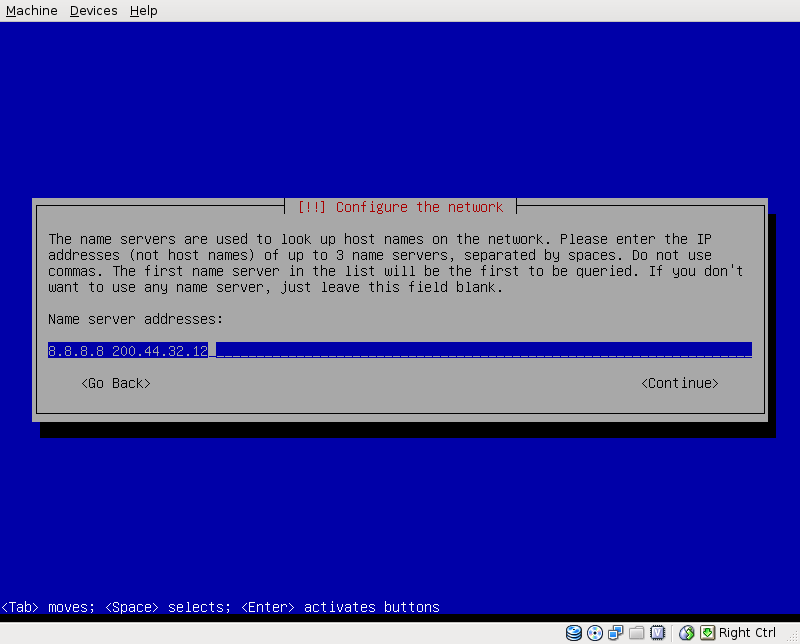 Machine Devices Help
[!!] Configure the network
The name servers are used to look up host names on the network. Please enter the IP
addresses (not host names) of up to 3 name servers, separated by spaces. Do not use
commas. The first name server in the list will be the first to be queried. If you don't
want to use any name server, just leave this field blank.
Name server addresses:
8.8.8.8 200.44.32.12
<Go Back> <Continue>
<Tab> moves; <Space> selects; <Enter> activates buttons
Right Ctrl